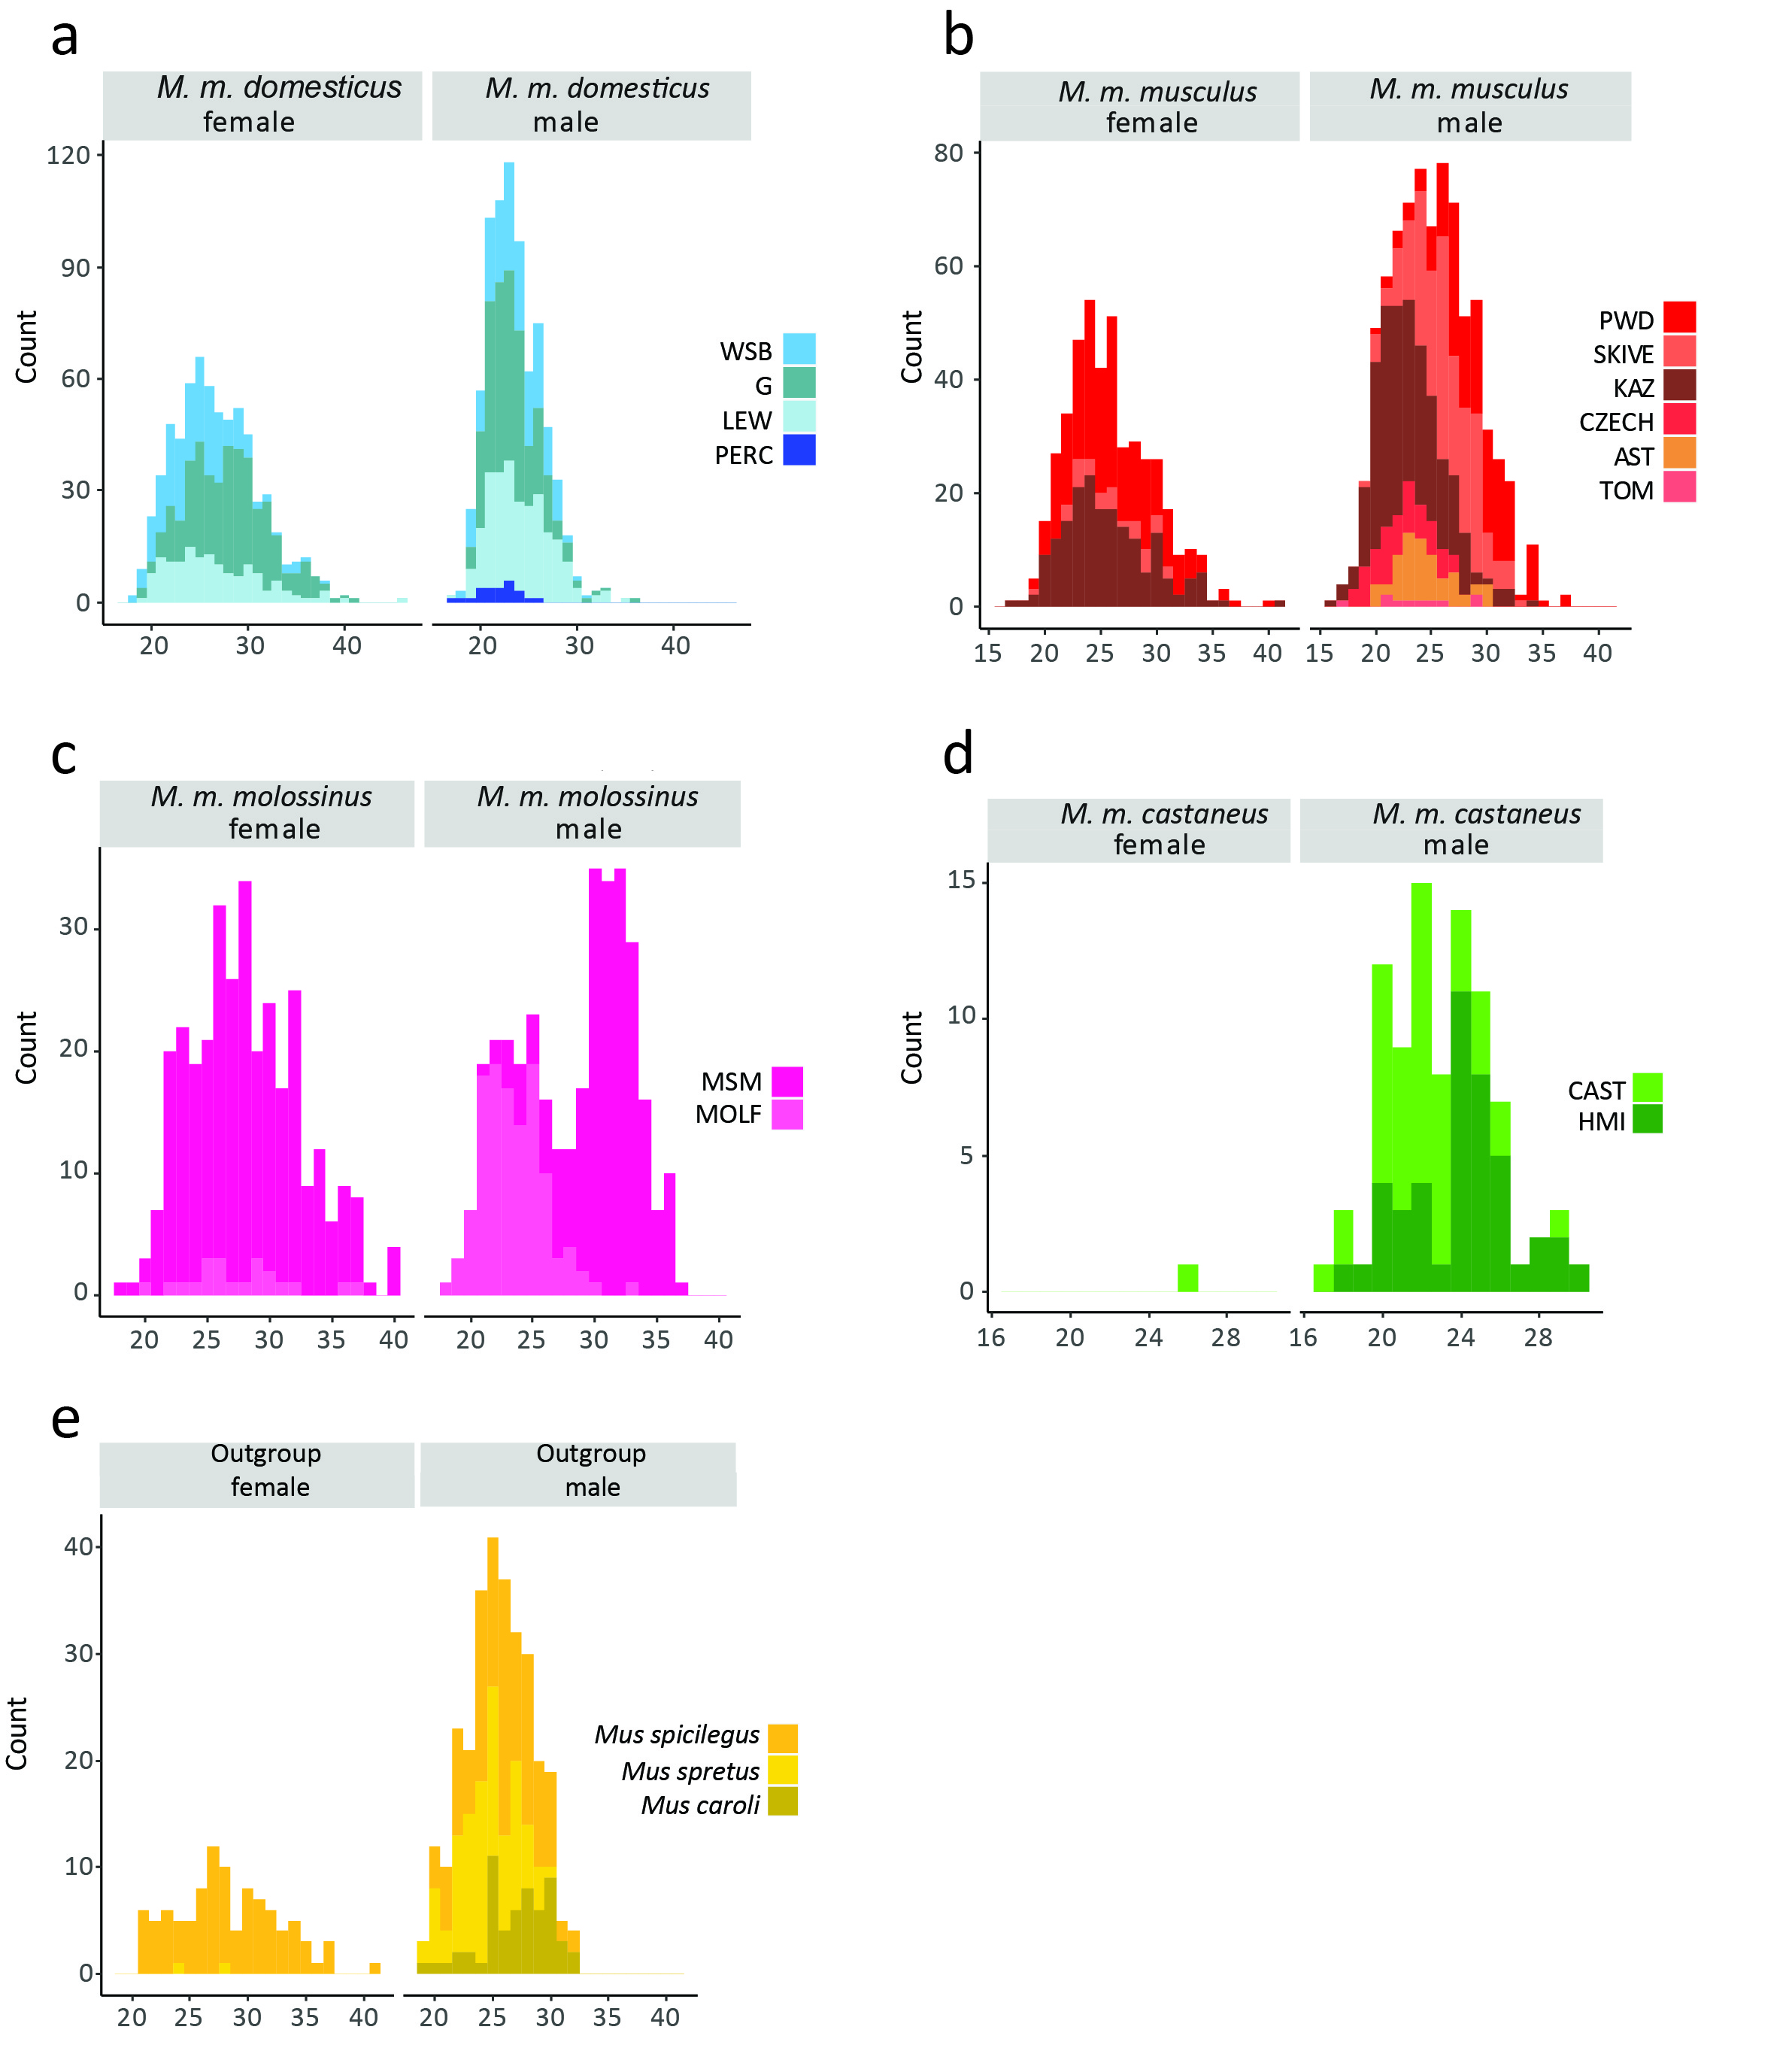 a
M. m. domesticus
female
M. m. domesticus
male
120
90
60
30
0
Count
20 30 40
20 30 40
WSB
G
LEW
PERC
b
M. m. musculus
female
M. m. musculus
male
80
60
40
20
0
Count
15 20 25 30 35 40
15 20 25 30 35 40
PWD
SKIVE
KAZ
CZECH
AST
TOM
c
M. m. molossinus
female
M. m. molossinus
male
30
20
10
0
Count
20 25 30 35 40
20 25 30 35 40
MSM
MOLF
d
M. m. castaneus
female
M. m. castaneus
male
15
10
5
0
Count
16 20 24 28
16 20 24 28
CAST
HMI
e
Outgroup
female
Outgroup
male
40
30
20
10
0
Count
20 25 30 35 40
20 25 30 35 40
Mus spicilegus
Mus spretus
Mus caroli